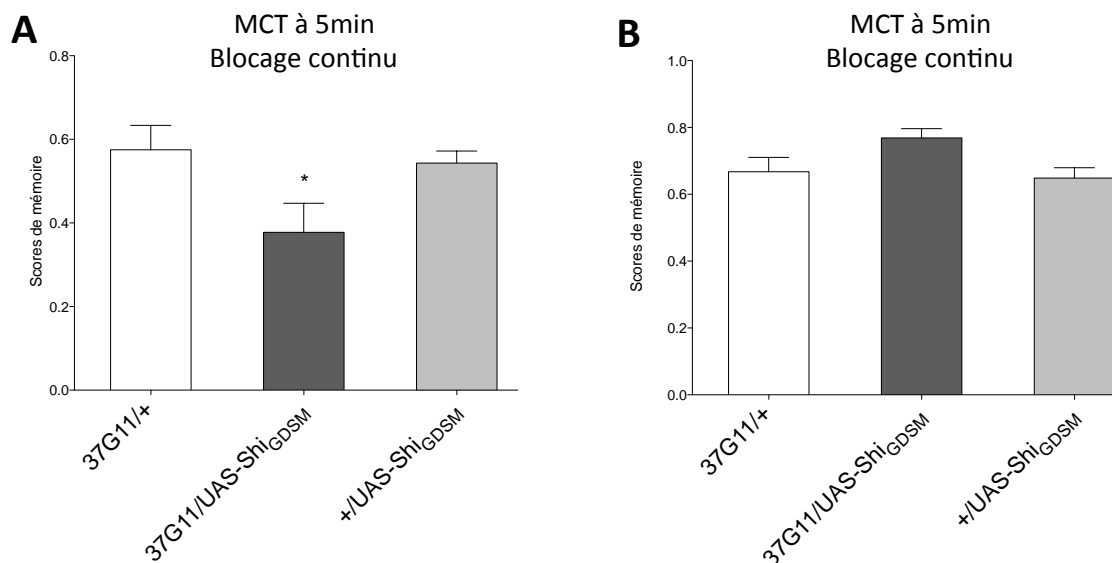 A
MCT à 5min
Blocage continu
Scores de mémoire
0.8
0.6
0.4
0.2
0.0
*
37G11/+
37G11/UAS-ShiGDSM
+/UAS-ShiGDSM
B
MCT à 5min
Blocage continu
Scores de mémoire
1.0
0.8
0.6
0.4
0.2
0.0
37G11/+
37G11/UAS-ShiGDSM
+/UAS-ShiGDSM